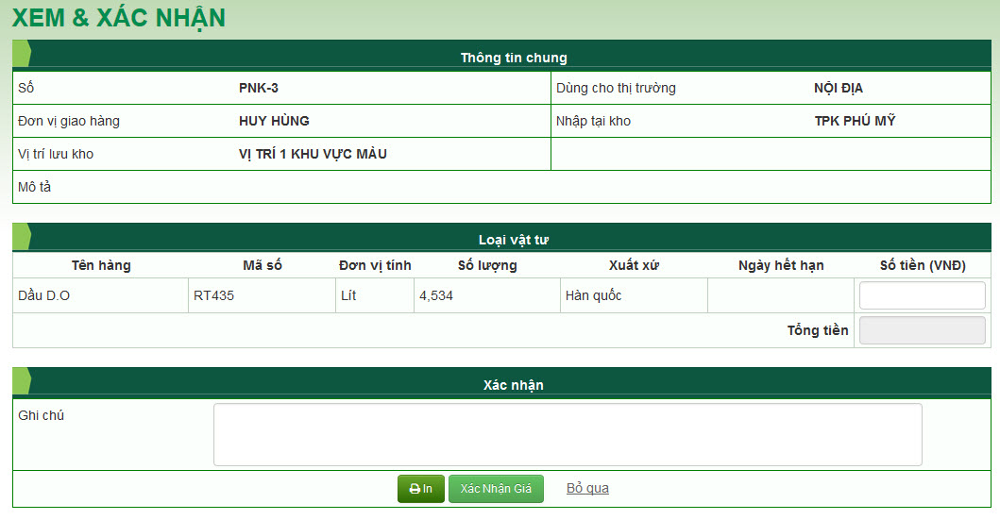 XEM & XÁC NHẬN
Thông tin chung
Số PNK-3 Dùng cho thị trường NỘI ĐỊA
Đơn vị giao hàng HUY HÙNG Nhập tại kho TPK PHÚ MỸ
Vị trí lưu kho VỊ TRÍ 1 KHU VỰC MÀU
Mô tả
Loại vật tư
Tên hàng Mã số Đơn vị tính Số lượng Xuất xứ Ngày hết hạn Số tiền (VNĐ)
Dầu D.O RT435 Lít 4,534 Hàn quốc
Tổng tiền
Xác nhận
Ghi chú
In Xác Nhận Giá Bỏ qua